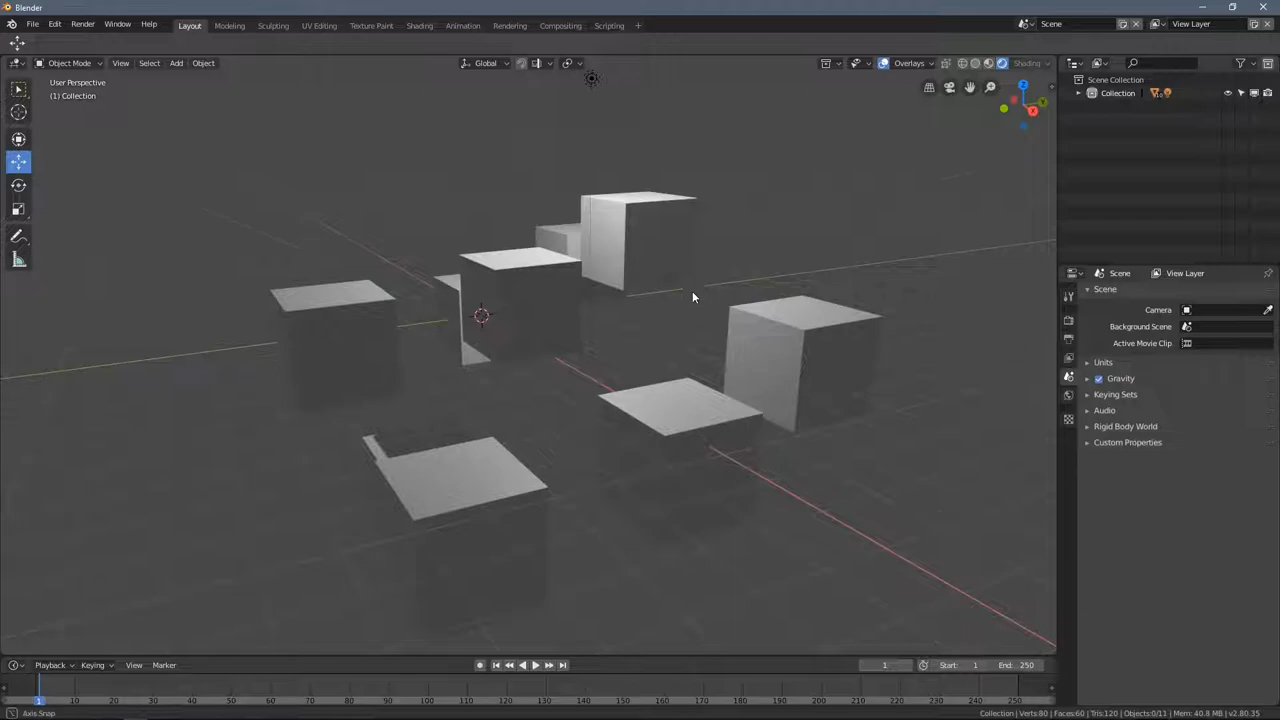 Blender
File Edit Render Window Help Layout Modeling Sculpting UV Editing Texture Paint Shading Animation Rendering Compositing Scripting + Scene View Layer
Object Mode View Select Add Object Global Overlays Shading
User Perspective
(1) Collection
Z
Y
X
Scene Collection
Collection
Scene View Layer
Scene
Camera
Background Scene
Active Movie Clip
Units
Gravity
Keying Sets
Audio
Rigid Body World
Custom Properties
Playback Keying View Marker 1 Start: 1 End: 250
1 10 20 30 40 50 60 70 80 90 100 110 120 130 140 150 160 170 180 190 200 210 220 230 240 250
Axis Snap Collection | Verts:80 | Faces:60 | Tris:120 | Objects:0/11 | Mem: 40.8 MB | v2.80.35